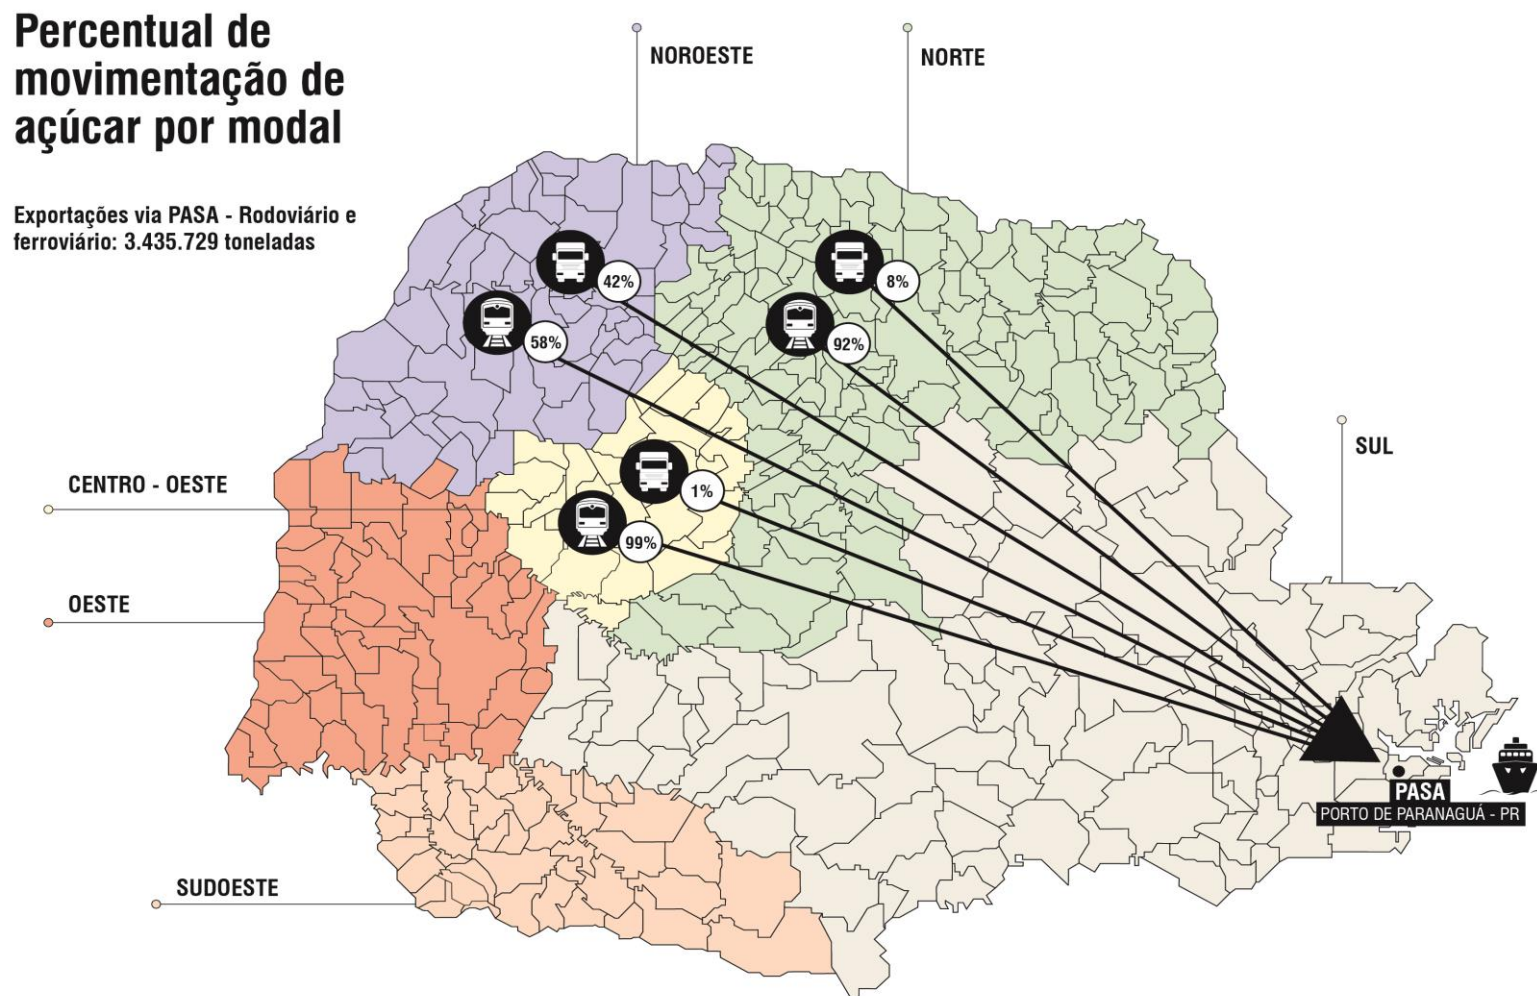 Percentual de
movimentação de
açúcar por modal
Exportações via PASA - Rodoviário e
ferroviário: 3.435.729 toneladas
NOROESTE
NORTE
42%
8%
58%
92%
SUL
CENTRO - OESTE
1%
99%
OESTE
PASA
PORTO DE PARANAGUÁ - PR
SUDOESTE